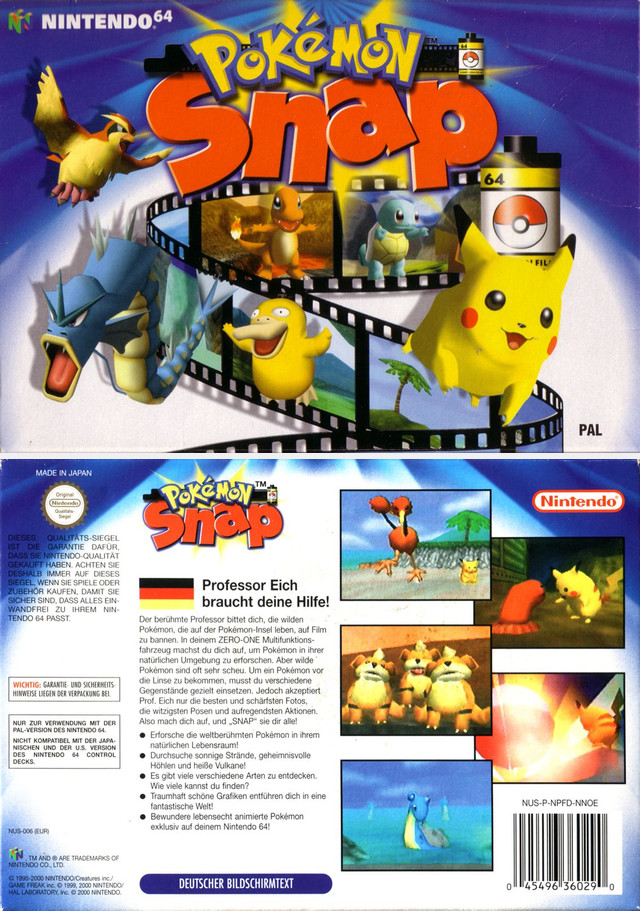 NINTENDO 64
POKéMON
TM
Snap
64
64
FILM
PAL
MADE IN JAPAN
Original
Nintendo
Qualitäts-
Siegel
DIESES QUALITÄTS-SIEGEL
IST DIE GARANTIE DAFÜR,
DASS SIE NINTENDO-QUALITÄT
GEKAUFT HABEN. ACHTEN SIE
DESHALB IMMER AUF DIESES
SIEGEL, WENN SIE SPIELE ODER
ZUBEHÖR KAUFEN, DAMIT SIE
SICHER SIND, DASS ALLES EIN-
WANDFREI ZU IHREM NIN-
TENDO 64 PASST.
WICHTIG: GARANTIE- UND SICHERHEITS-
HINWEISE LIEGEN DER VERPACKUNG BEI.
NUR ZUR VERWENDUNG MIT DER
PAL-VERSION DES NINTENDO 64.
NICHT KOMPATIBEL MIT DER JAPA-
NISCHEN UND DER U.S. VERSION
DES NINTENDO 64 CONTROL
DECKS.
NUS-006 (EUR)
, TM AND ® ARE TRADEMARKS OF
NINTENDO CO., LTD.
© 1995-2000 NINTENDO/Creatures inc./
GAME FREAK inc. © 1999, 2000 NINTENDO/
HAL LABORATORY, Inc. © 2000 NINTENDO.
POKéMON
TM
Snap
Professor Eich
braucht deine Hilfe!
Der berühmte Professor bittet dich, die wilden
Pokémon, die auf der Pokémon-Insel leben, auf Film
zu bannen. In deinem ZERO-ONE Multifunktions-
fahrzeug machst du dich auf, um Pokémon in ihrer
natürlichen Umgebung zu erforschen. Aber wilde
Pokémon sind oft sehr scheu. Um ein Pokémon vor
die Linse zu bekommen, musst du verschiedene
Gegenstände gezielt einsetzen. Jedoch akzeptiert
Prof. Eich nur die besten und schärfsten Fotos,
die witzigsten Posen und aufregendsten Aktionen.
Also mach dich auf, und „SNAP“ sie dir alle!
● Erforsche die weltberühmten Pokémon in ihrem
natürlichen Lebensraum!
● Durchsuche sonnige Strände, geheimnisvolle
Höhlen und heiße Vulkane!
● Es gibt viele verschiedene Arten zu entdecken.
Wie viele kannst du finden?
● Traumhaft schöne Grafiken entführen dich in eine
fantastische Welt!
● Bewundere lebensecht animierte Pokémon
exklusiv auf deinem Nintendo 64!
DEUTSCHER BILDSCHIRMTEXT
Nintendo®
NUS-P-NPFD-NNOE
0 45496 36029 0